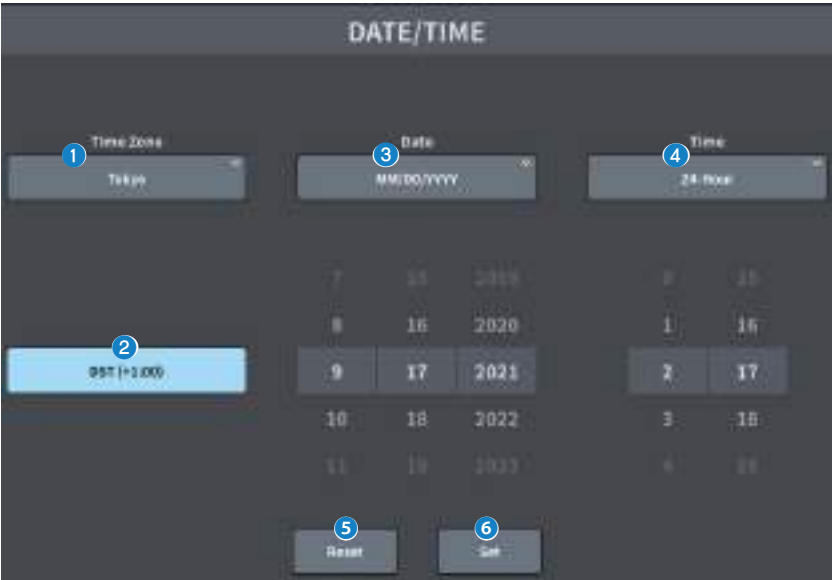 DATE/TIME
Time Zone Date Time
1 3 4
Tokyo MM/DD/YYYY 24-Hour
7 15 2019 0 15
8 16 2020 1 16
2
DST (+1:00) 9 17 2021 2 17
10 18 2022 3 18
11 19 2023 4
5 6
Reset Set